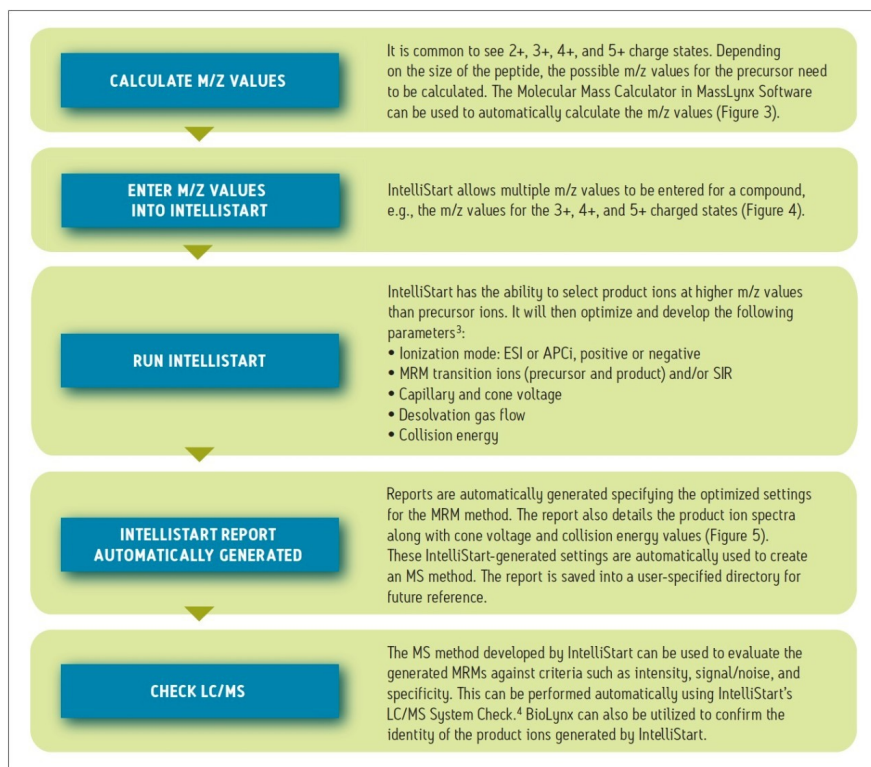 CALCULATE M/Z VALUES
It is common to see 2+, 3+, 4+, and 5+ charge states. Depending
on the size of the peptide, the possible m/z values for the precursor need
to be calculated. The Molecular Mass Calculator in MassLynx Software
can be used to automatically calculate the m/z values (Figure 3).
ENTER M/Z VALUES
INTO INTELLISTART
IntelliStart allows multiple m/z values to be entered for a compound,
e.g., the m/z values for the 3+, 4+, and 5+ charged states (Figure 4).
RUN INTELLISTART
IntelliStart has the ability to select product ions at higher m/z values
than precursor ions. It will then optimize and develop the following
parameters³:
• Ionization mode: ESI or APCi, positive or negative
• MRM transition ions (precursor and product) and/or SIR
• Capillary and cone voltage
• Desolvation gas flow
• Collision energy
INTELLISTART REPORT
AUTOMATICALLY GENERATED
Reports are automatically generated specifying the optimized settings
for the MRM method. The report also details the product ion spectra
along with cone voltage and collision energy values (Figure 5).
These IntelliStart-generated settings are automatically used to create
an MS method. The report is saved into a user-specified directory for
future reference.
CHECK LC/MS
The MS method developed by IntelliStart can be used to evaluate the
generated MRMs against criteria such as intensity, signal/noise, and
specificity. This can be performed automatically using IntelliStart's
LC/MS System Check.⁴ BioLynx can also be utilized to confirm the
identity of the product ions generated by IntelliStart.